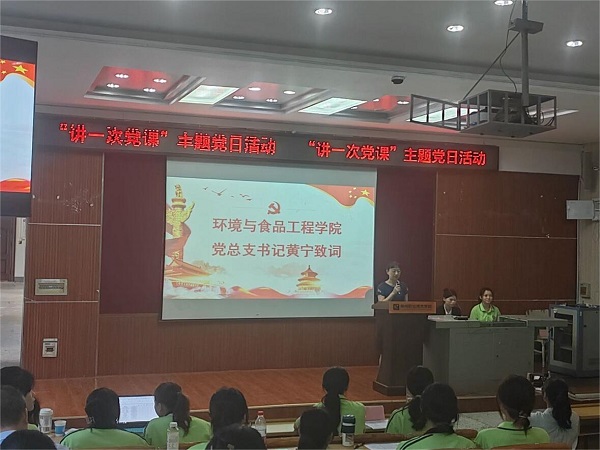 “讲一次党课”主题党日活动 “讲一次党课”主题党日活动
环境与食品工程学院
党总支书记黄宁致词